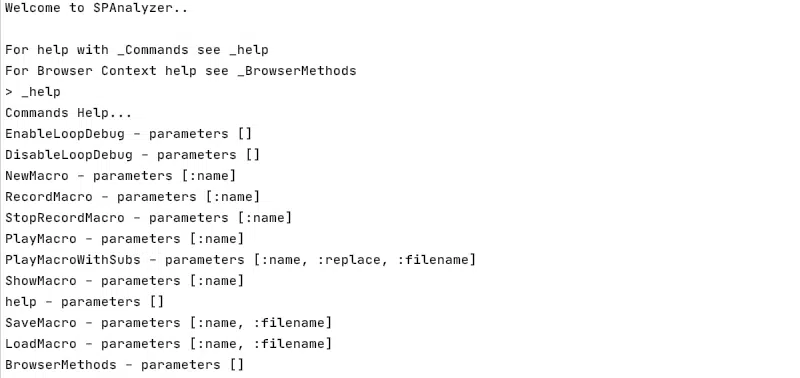 Welcome to SPAnalyzer..
For help with _Commands see _help
For Browser Context help see _BrowserMethods
> _help
Commands Help...
EnableLoopDebug - parameters []
DisableLoopDebug - parameters []
NewMacro - parameters [:name]
RecordMacro - parameters [:name]
StopRecordMacro - parameters [:name]
PlayMacro - parameters [:name]
PlayMacroWithSubs - parameters [:name, :replace, :filename]
ShowMacro - parameters [:name]
help - parameters []
SaveMacro - parameters [:name, :filename]
LoadMacro - parameters [:name, :filename]
BrowserMethods - parameters []